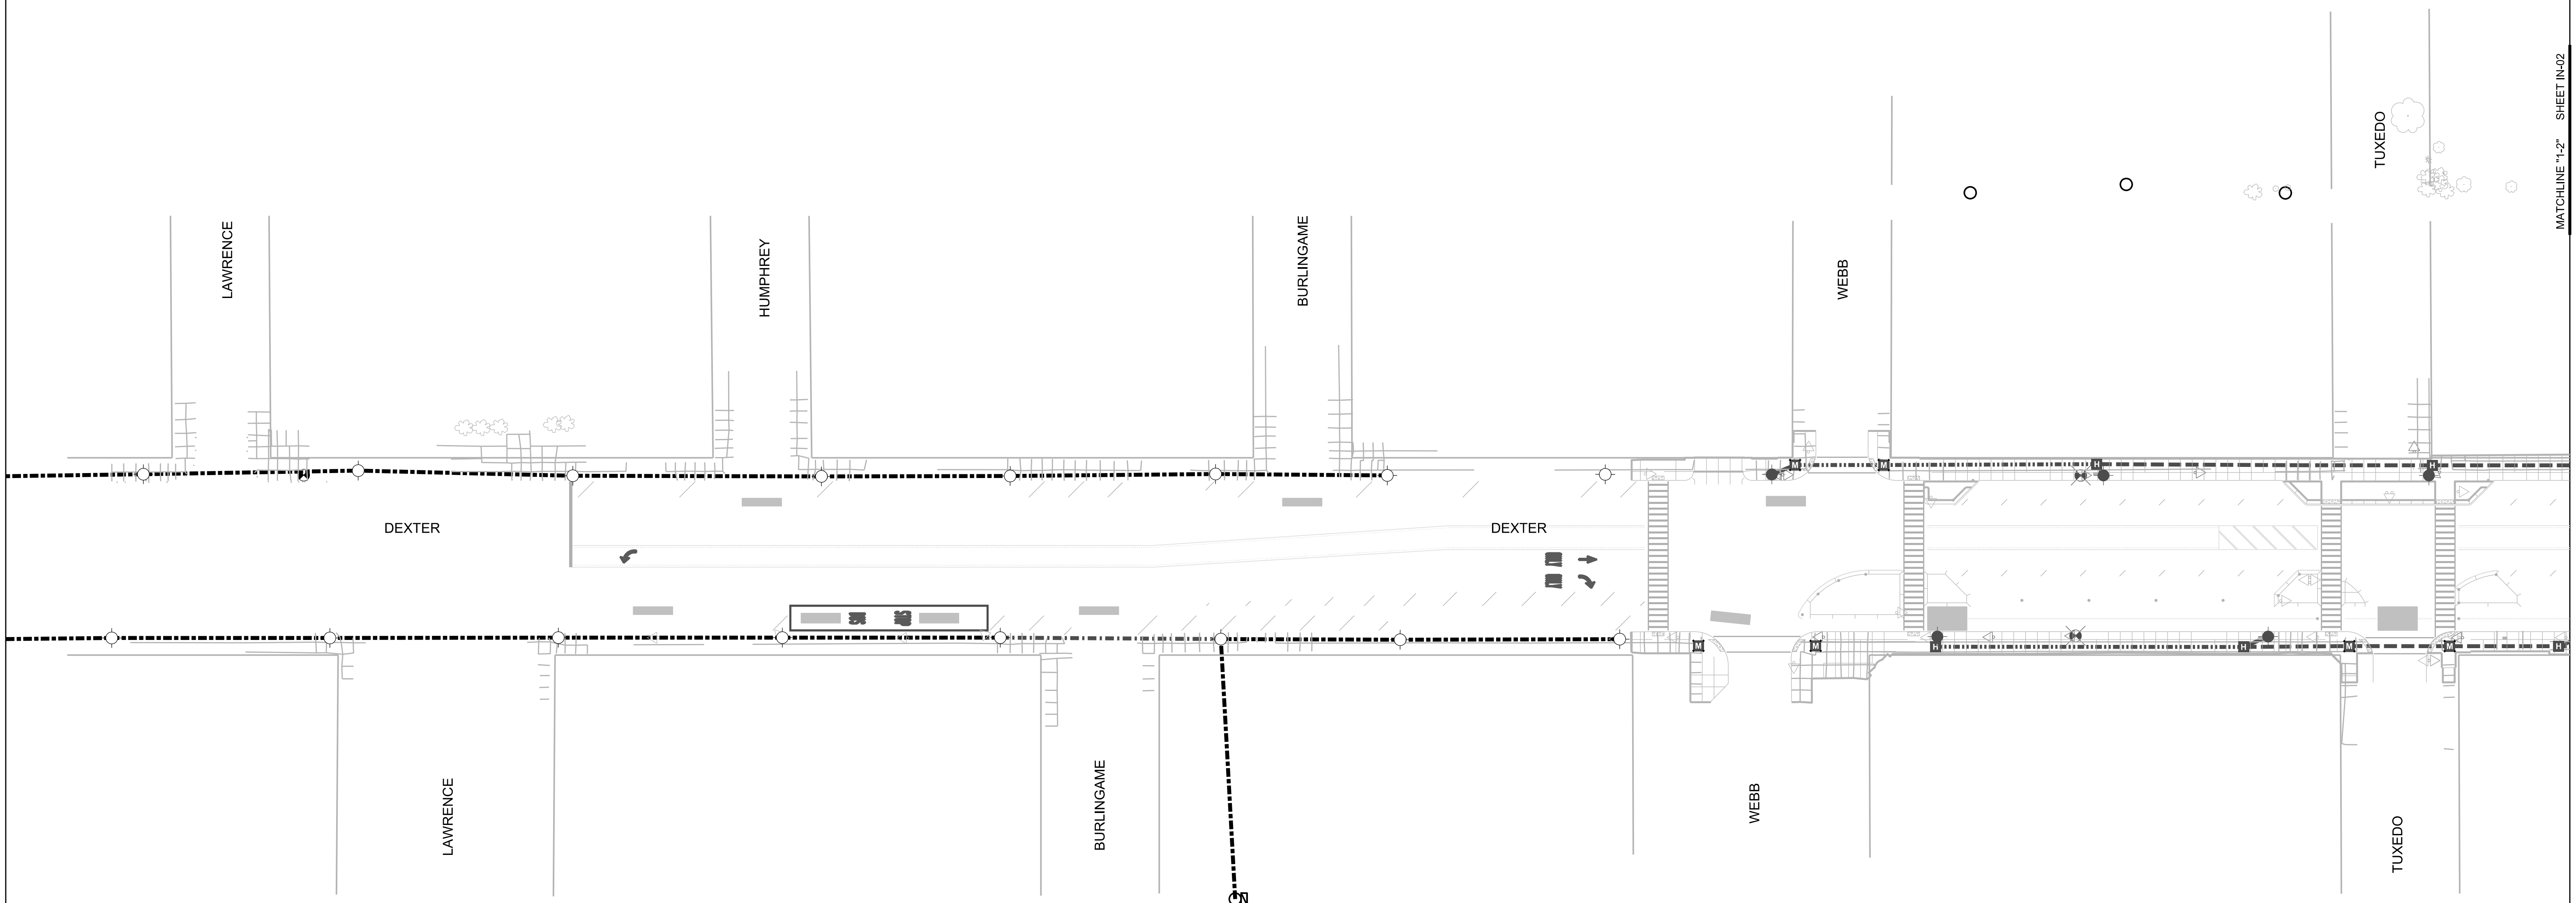 MATCHLINE "1-2" SHEET IN-02
TUXEDO
LAWRENCE
HUMPHREY
BURLINGAME
WEBB
M
M
H
H
DEXTER
DEXTER
M
M
H
H
M
M
H
LAWRENCE
BURLINGAME
WEBB
TUXEDO